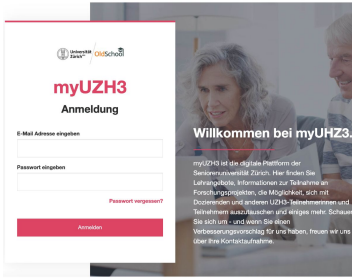 Universität
Zürich
OldSchool
myUZH3
Anmeldung
E-Mail Adresse eingeben
Passwort eingeben
Passwort vergessen?
Anmelden
Willkommen bei myUHZ3.
myUZH3 ist die digitale Plattform der
Seniorenuniversität Zürich. Hier finden Sie
Lehrangebote, Informationen zur Teilnahme an
Forschungsprojekten, die Möglichkeit, sich mit
Dozierenden und anderen UZH3-Teilnehmerinnen und
Teilnehmern auszutauschen und einiges mehr. Schauen
Sie sich um - und wenn Sie einen
Verbesserungsvorschlag für uns haben, freuen wir uns
über Ihre Kontaktaufnahme.